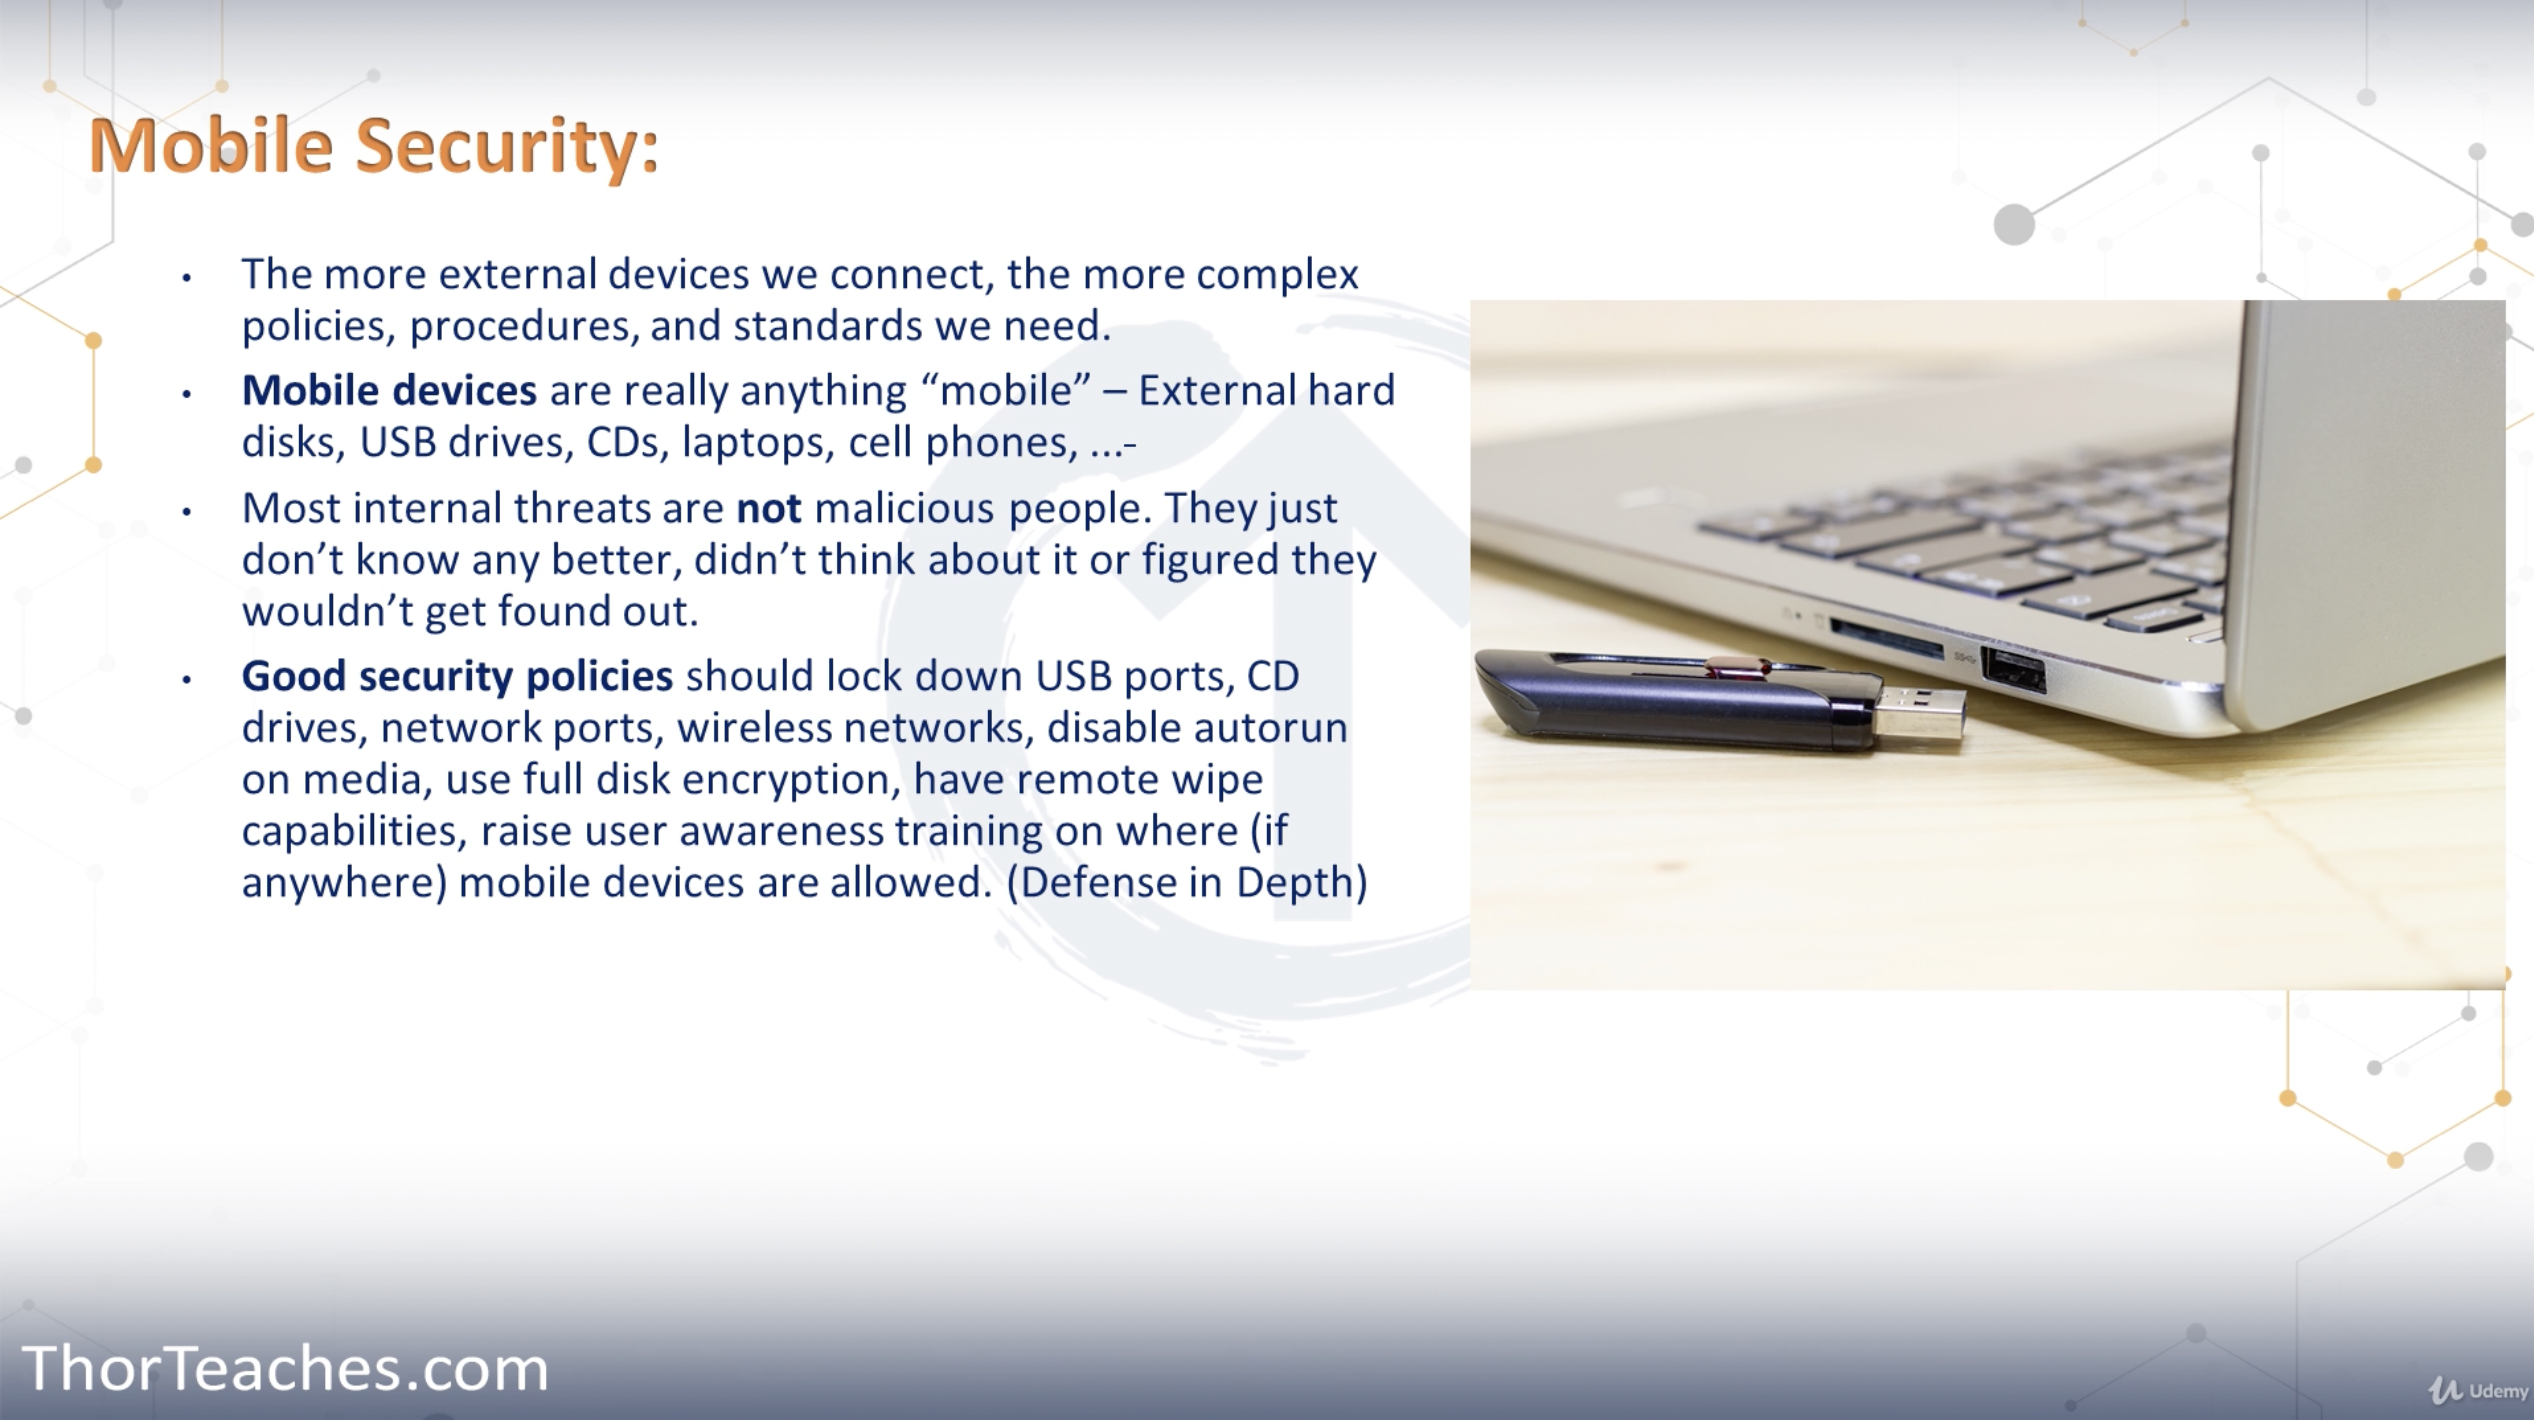 Mobile Security:
• The more external devices we connect, the more complex
policies, procedures, and standards we need.
• Mobile devices are really anything “mobile” – External hard
disks, USB drives, CDs, laptops, cell phones, ...-
• Most internal threats are not malicious people. They just
don’t know any better, didn’t think about it or figured they
wouldn’t get found out.
• Good security policies should lock down USB ports, CD
drives, network ports, wireless networks, disable autorun
on media, use full disk encryption, have remote wipe
capabilities, raise user awareness training on where (if
anywhere) mobile devices are allowed. (Defense in Depth)
ThorTeaches.com
Udemy